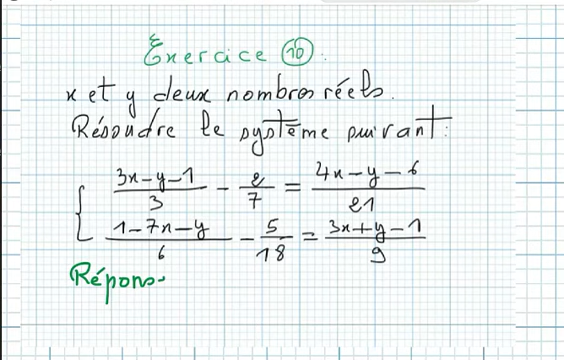 Exercice 10:
x et y deux nombres réels.
Résoudre le système suivant:
{ (3x-y-1)/3 - 2/7 = (4x-y-6)/21
(1-7x-y)/6 - 5/18 = (3x+y-1)/9
Répons